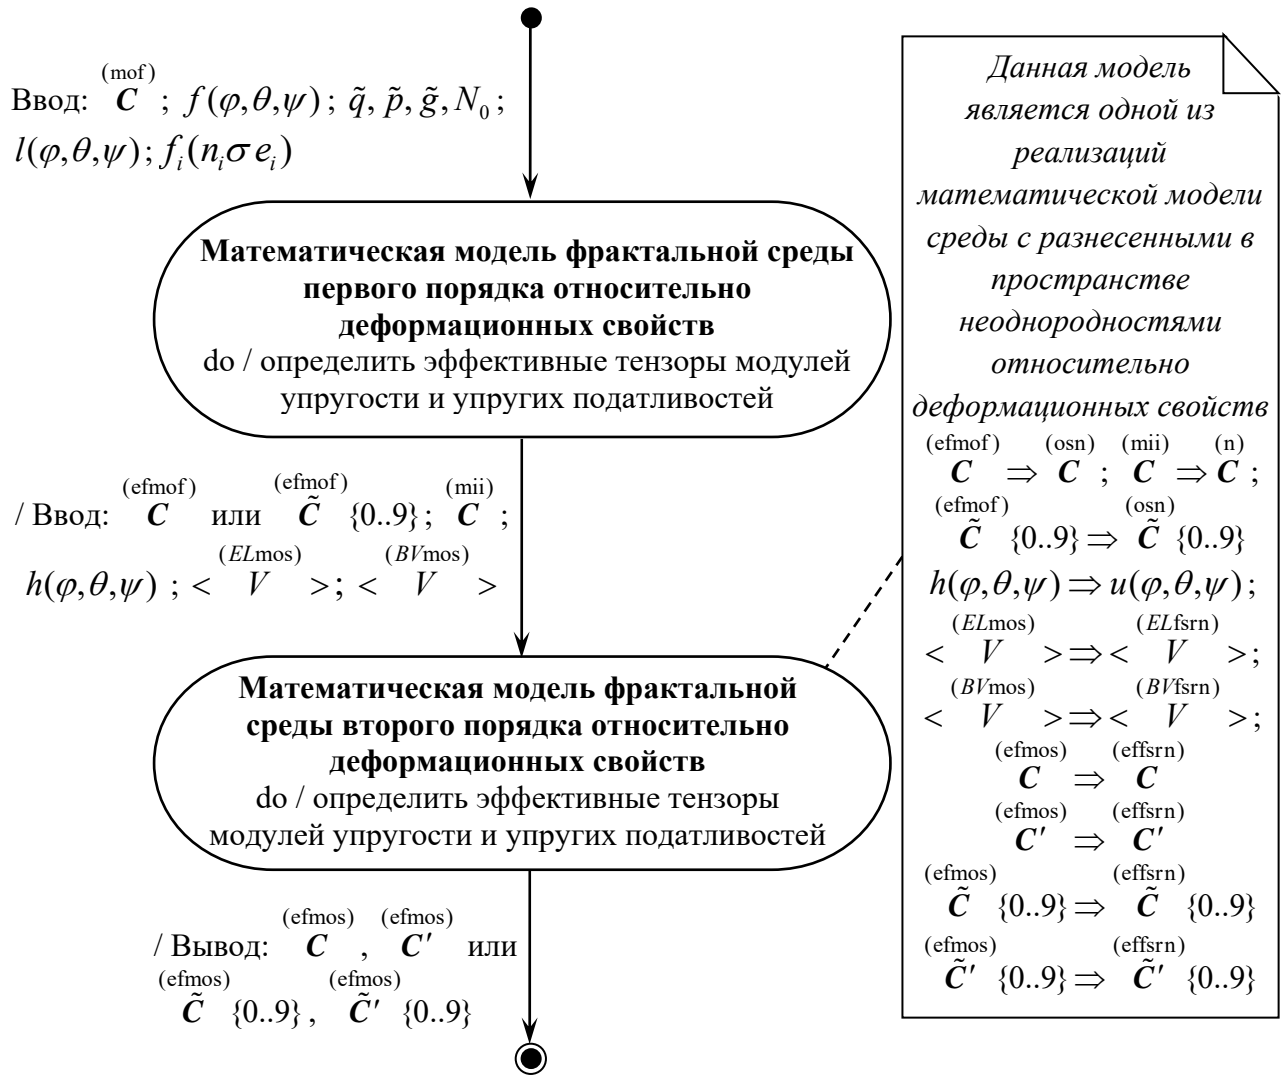 (mof)
Ввод: C ; f(φ,θ,ψ) ; q̃, p̃, g̃, N₀ ;
l(φ,θ,ψ) ; fᵢ(nᵢσeᵢ)
Математическая модель фрактальной среды
первого порядка относительно
деформационных свойств
do / определить эффективные тензоры модулей
упругости и упругих податливостей
(efmof) (efmof) (mii)
/ Ввод: C или C̃ {0..9} ; C ;
(ELmos) (BVmos)
h(φ,θ,ψ) ; < V >; < V >
Математическая модель фрактальной
среды второго порядка относительно
деформационных свойств
do / определить эффективные тензоры
модулей упругости и упругих податливостей
(efmos) (efmos)
/ Вывод: C , C′ или
(efmos) (efmos)
C̃ {0..9} , C̃′ {0..9}
Данная модель
является одной из
реализаций
математической модели
среды с разнесенными в
пространстве
неоднородностями
относительно
деформационных свойств
(efmof) (osn) (mii) (n)
C ⇒ C ; C ⇒ C ;
(efmof) (osn)
C̃ {0..9} ⇒ C̃ {0..9}
h(φ,θ,ψ) ⇒ u(φ,θ,ψ) ;
(ELmos) (ELfsrn)
< V > ⇒ < V >;
(BVmos) (BVfsrn)
< V > ⇒ < V >;
(efmos) (effsrn)
C ⇒ C
(efmos) (effsrn)
C′ ⇒ C′
(efmos) (effsrn)
C̃ {0..9} ⇒ C̃ {0..9}
(efmos) (effsrn)
C̃′ {0..9} ⇒ C̃′ {0..9}